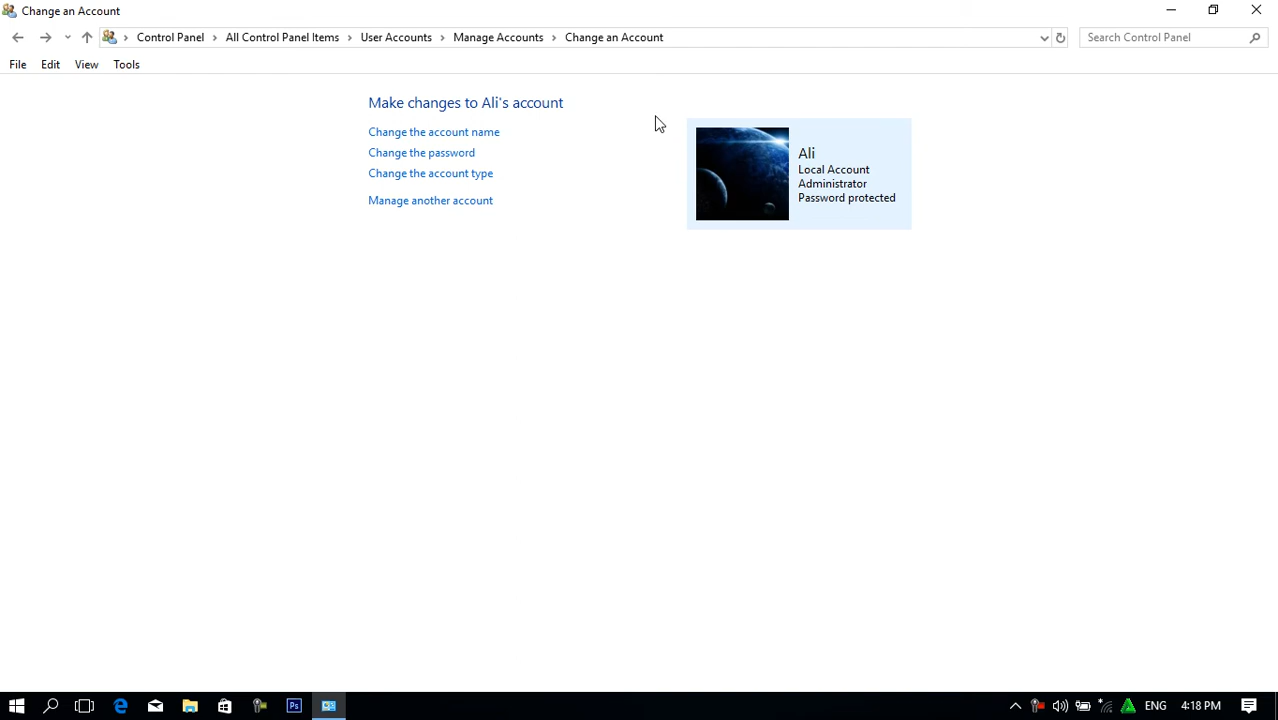 Change an Account
Control Panel > All Control Panel Items > User Accounts > Manage Accounts > Change an Account
Search Control Panel
File Edit View Tools
Make changes to Ali's account
Change the account name
Change the password
Change the account type
Manage another account
Ali
Local Account
Administrator
Password protected
Ps
ENG
4:18 PM